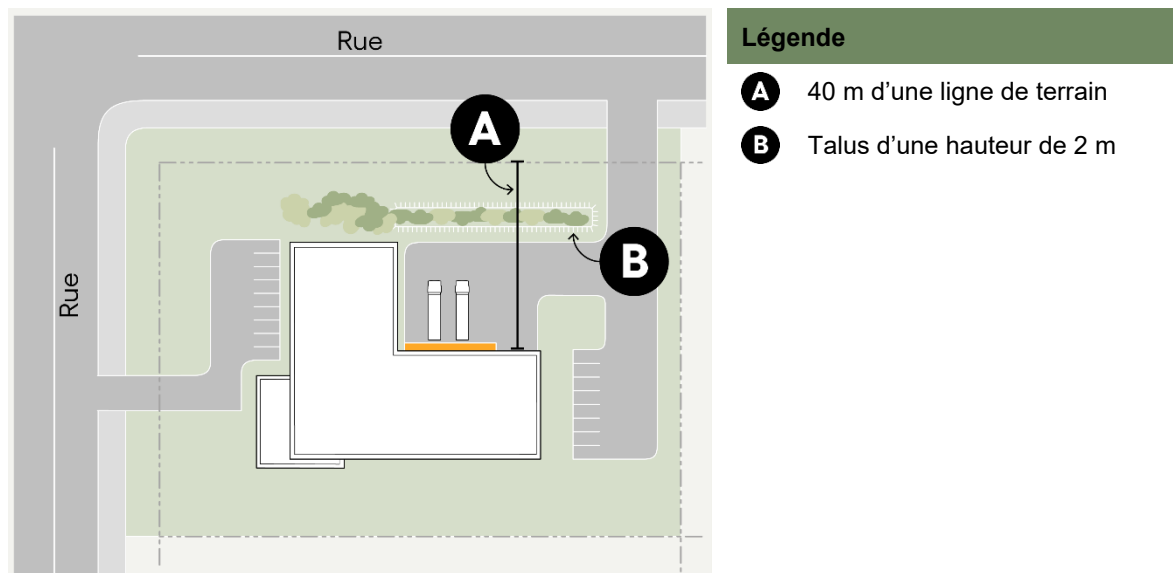 Rue
A
B
Rue
Légende
A 40 m d’une ligne de terrain
B Talus d’une hauteur de 2 m